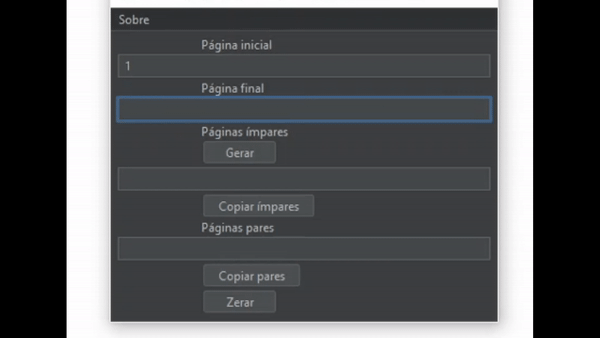 Sobre
Página inicial
1
Página final
Páginas ímpares
Gerar
Copiar ímpares
Páginas pares
Copiar pares
Zerar